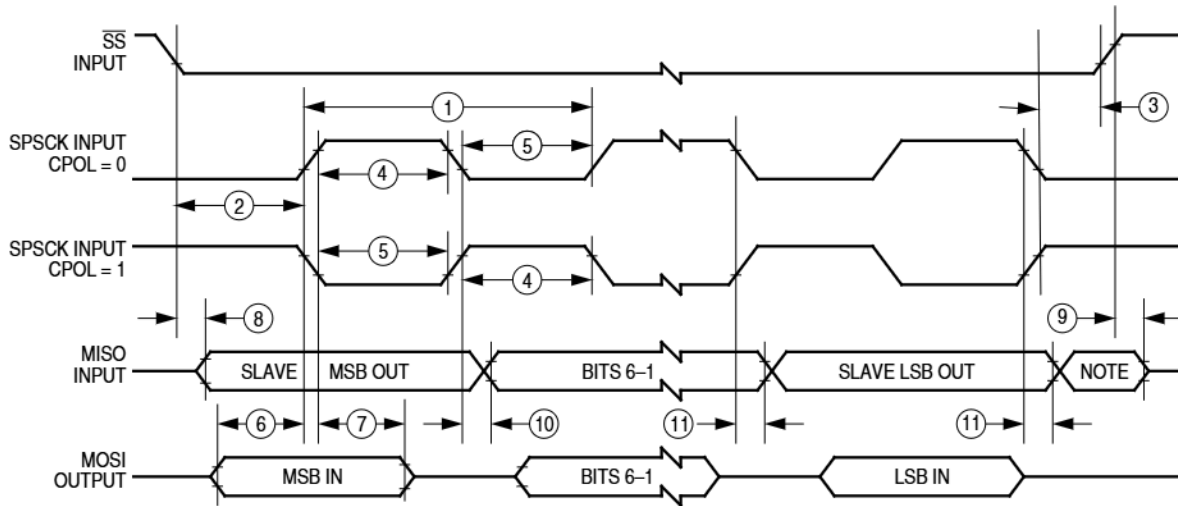 SS
INPUT
1
3
SPSCK INPUT
CPOL = 0
5
4
2
SPSCK INPUT
CPOL = 1
5
4
8
9
MISO
INPUT
SLAVE MSB OUT
BITS 6–1
SLAVE LSB OUT
NOTE
6
7
10
11
11
MOSI
OUTPUT
MSB IN
BITS 6–1
LSB IN